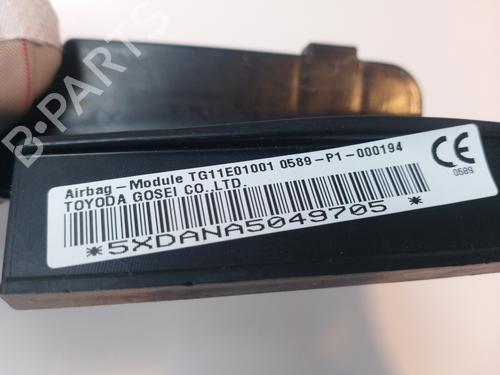 B-PARTS
Airbag-Module TG11E01001 0589-P1-000194
TOYODA GOSEI CO.,LTD.
CE
0589
*5XDANA5049705*